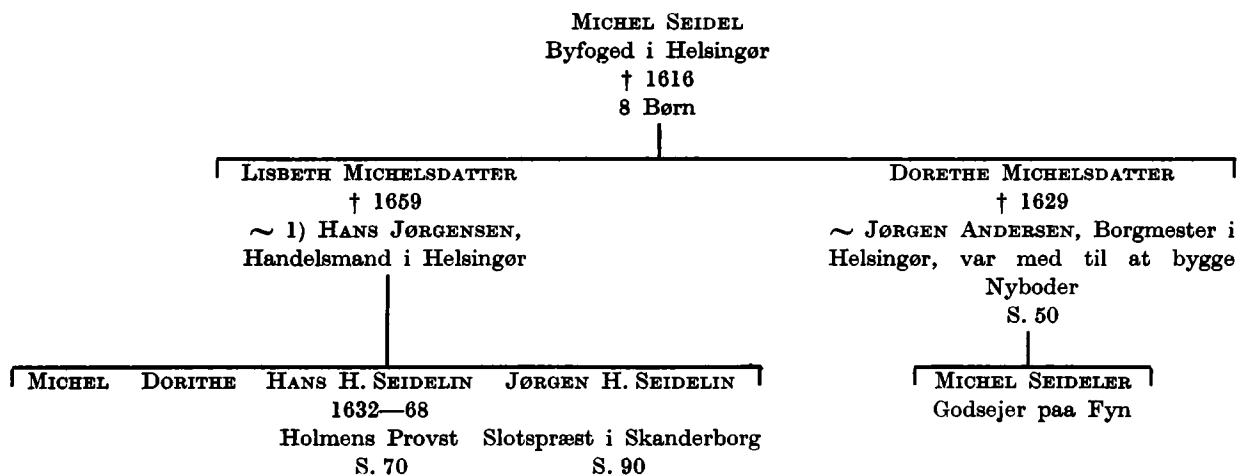 MICHEL SEIDEL
Byfoged i Helsingør
† 1616
8 Børn
LISBETH MICHELSDATTER
† 1659
~ 1) HANS JØRGENSEN,
Handelsmand i Helsingør
DORETHE MICHELSDATTER
† 1629
~ JØRGEN ANDERSEN, Borgmester i
Helsingør, var med til at bygge
Nyboder
S. 50
MICHEL DORITHE HANS H. SEIDELIN JØRGEN H. SEIDELIN
1632—68
Holmens Provst Slotspræst i Skanderborg
S. 70 S. 90
MICHEL SEIDELER
Godsejer paa Fyn